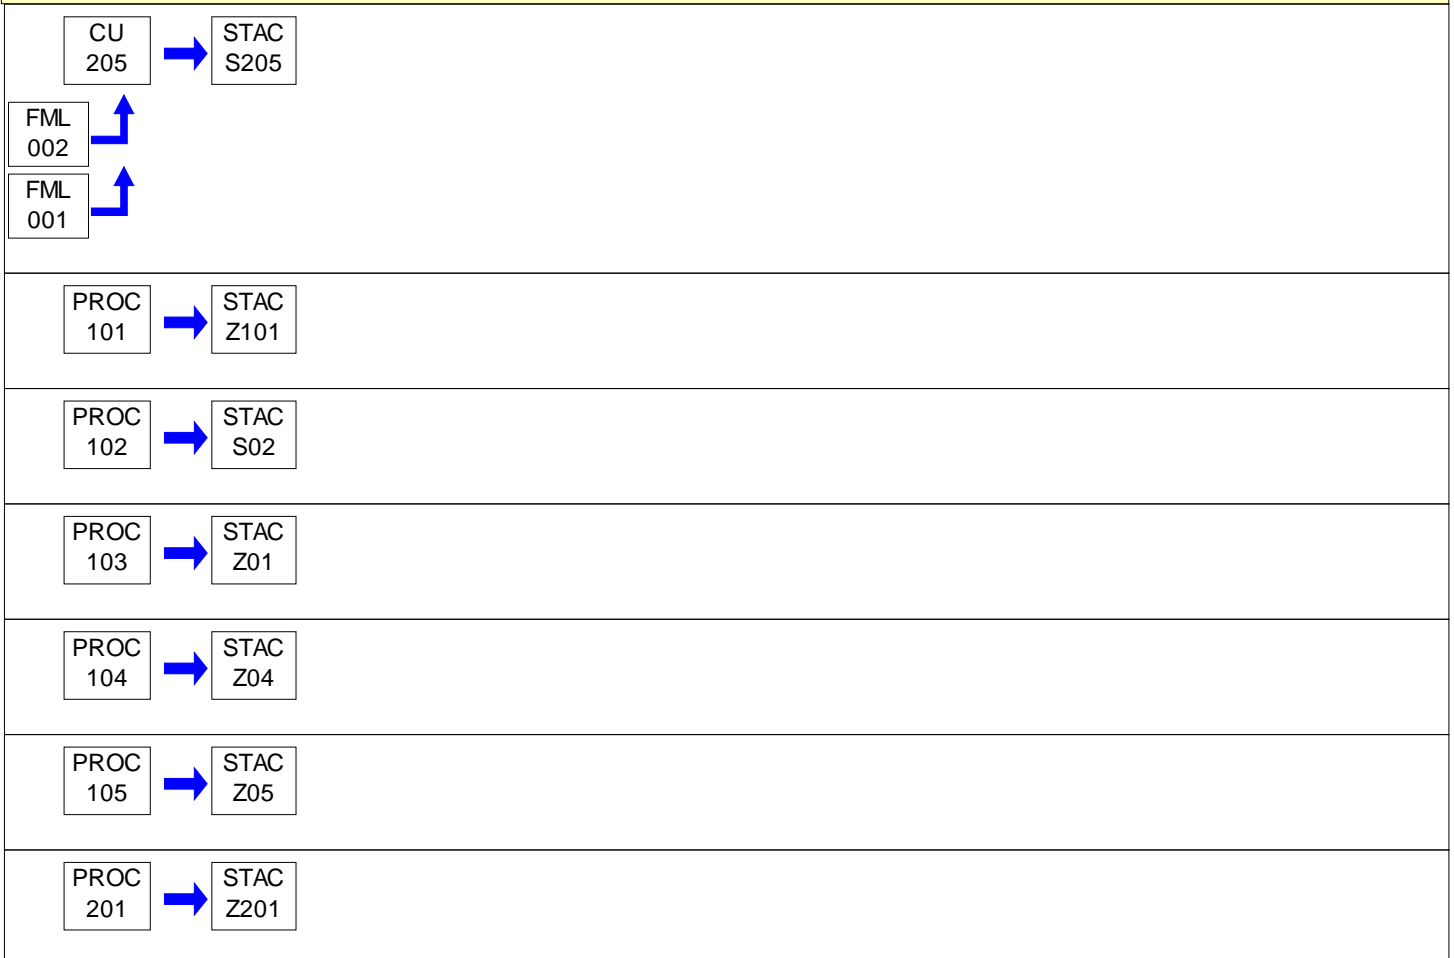 CU
205
STAC
S205
FML
002
FML
001
PROC
101
STAC
Z101
PROC
102
STAC
S02
PROC
103
STAC
Z01
PROC
104
STAC
Z04
PROC
105
STAC
Z05
PROC
201
STAC
Z201